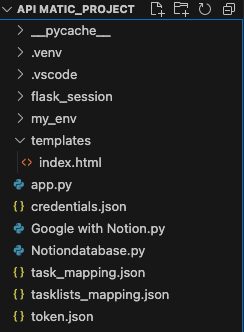 API MATIC_PROJECT
__pycache__
.venv
.vscode
flask_session
my_env
templates
index.html
app.py
credentials.json
Google with Notion.py
Notiondatabase.py
task_mapping.json
tasklists_mapping.json
token.json